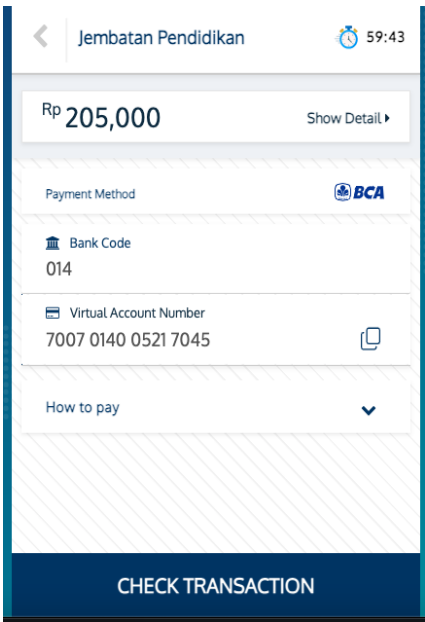 Jembatan Pendidikan 59:43
Rp 205,000 Show Detail
Payment Method BCA
Bank Code
014
Virtual Account Number
7007 0140 0521 7045
How to pay
CHECK TRANSACTION